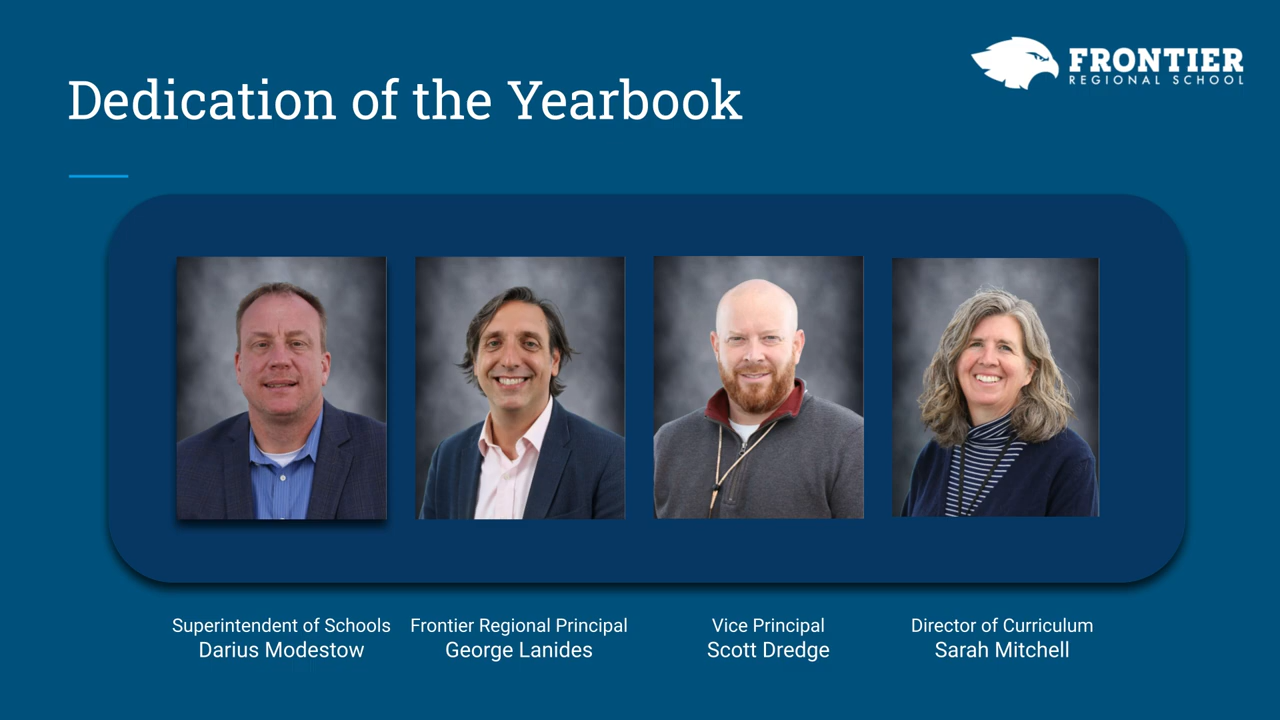 FRONTIER
REGIONAL SCHOOL
Dedication of the Yearbook
Superintendent of Schools
Darius Modestow
Frontier Regional Principal
George Lanides
Vice Principal
Scott Dredge
Director of Curriculum
Sarah Mitchell